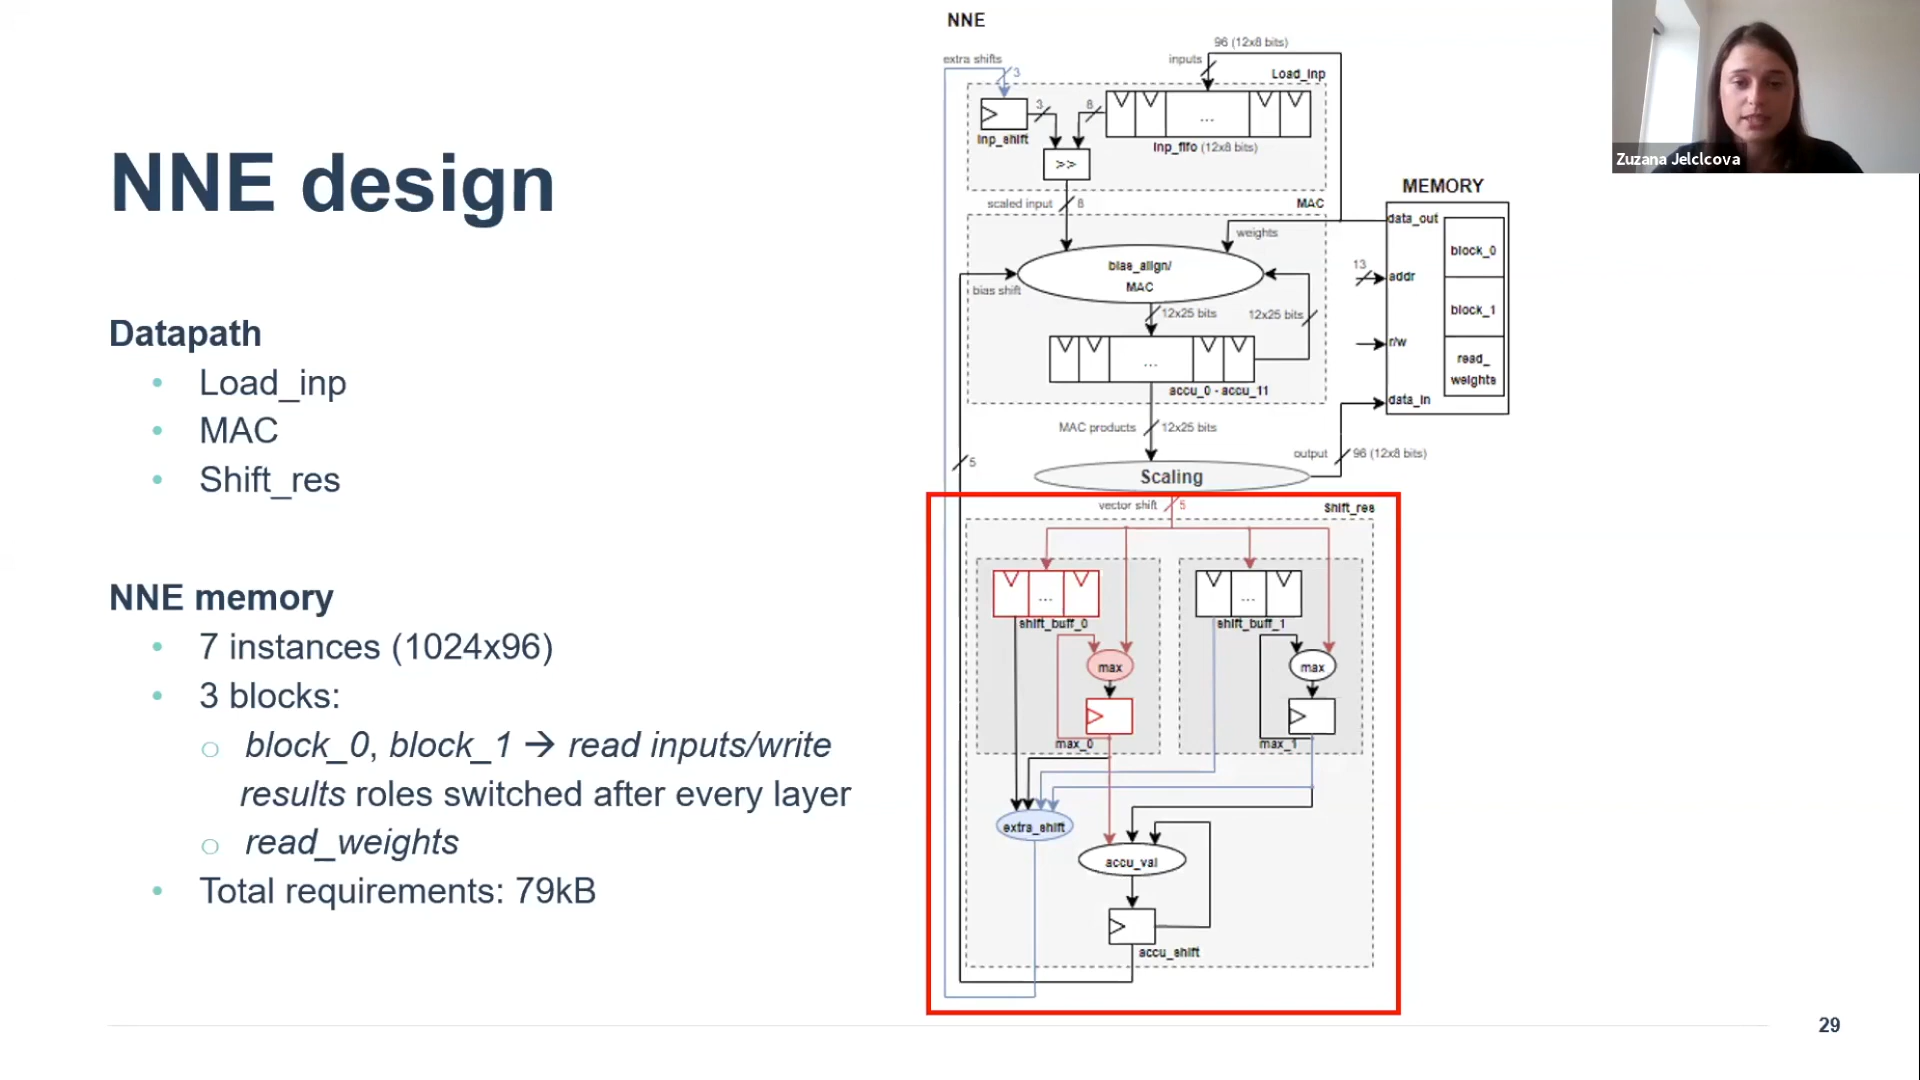 NNE design
Datapath
• Load_inp
• MAC
• Shift_res
NNE memory
• 7 instances (1024x96)
• 3 blocks:
o block_0, block_1 → read inputs/write
results roles switched after every layer
o read_weights
• Total requirements: 79kB
NNE
extra shifts
3
inputs
96 (12x8 bits)
Load_inp
3
8
...
inp_shift
inp_fifo (12x8 bits)
>>
scaled input
8
MAC
weights
bias_align/
MAC
bias shift
12x25 bits
12x25 bits
...
accu_0 - accu_11
MAC products
12x25 bits
5
Scaling
output
96 (12x8 bits)
MEMORY
data_out
block_0
13
addr
block_1
r/w
read_
weights
data_in
vector shift
5
Shift_res
...
...
shift_buff_0
shift_buff_1
max
max
max_0
max_1
extra_shift
accu_val
accu_shift
Zuzana Jelcicova
29